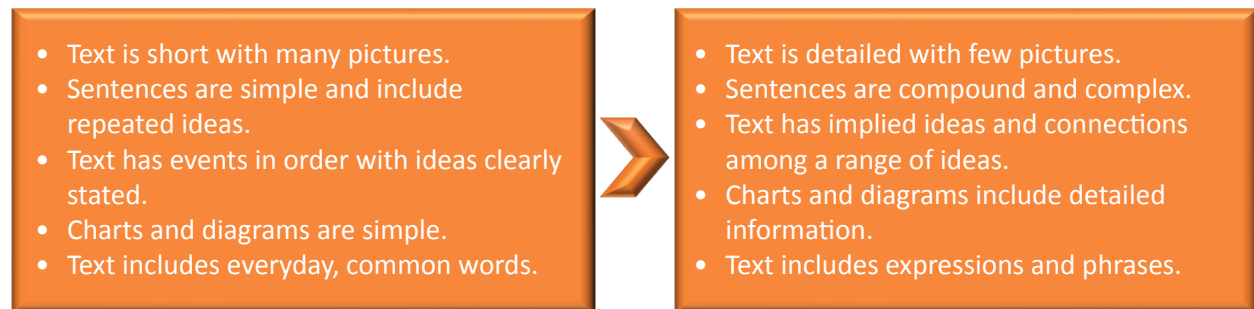 • Text is short with many pictures.
• Sentences are simple and include
repeated ideas.
• Text has events in order with ideas clearly
stated.
• Charts and diagrams are simple.
• Text includes everyday, common words.
• Text is detailed with few pictures.
• Sentences are compound and complex.
• Text has implied ideas and connections
among a range of ideas.
• Charts and diagrams include detailed
information.
• Text includes expressions and phrases.